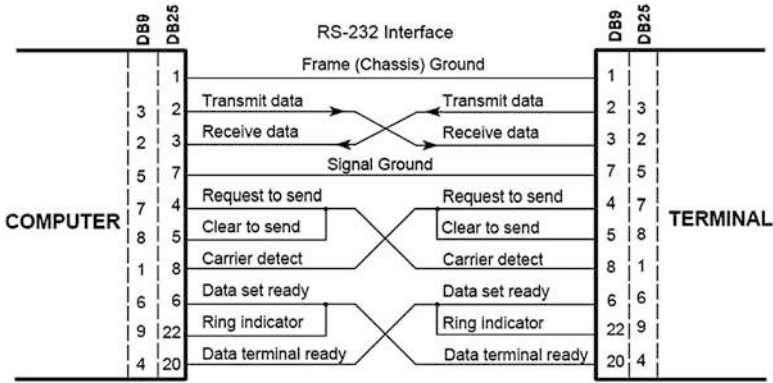 DB9 DB25 RS-232 Interface DB9 DB25
1 Frame (Chassis) Ground 1
3 2 Transmit data Transmit data 2 3
2 3 Receive data Receive data 3 2
5 7 Signal Ground 7 5
7 4 Request to send Request to send 4 7
COMPUTER TERMINAL
8 5 Clear to send Clear to send 5 8
1 8 Carrier detect Carrier detect 8 1
6 6 Data set ready Data set ready 6 6
9 22 Ring indicator Ring indicator 22 9
4 20 Data terminal ready Data terminal ready 20 4